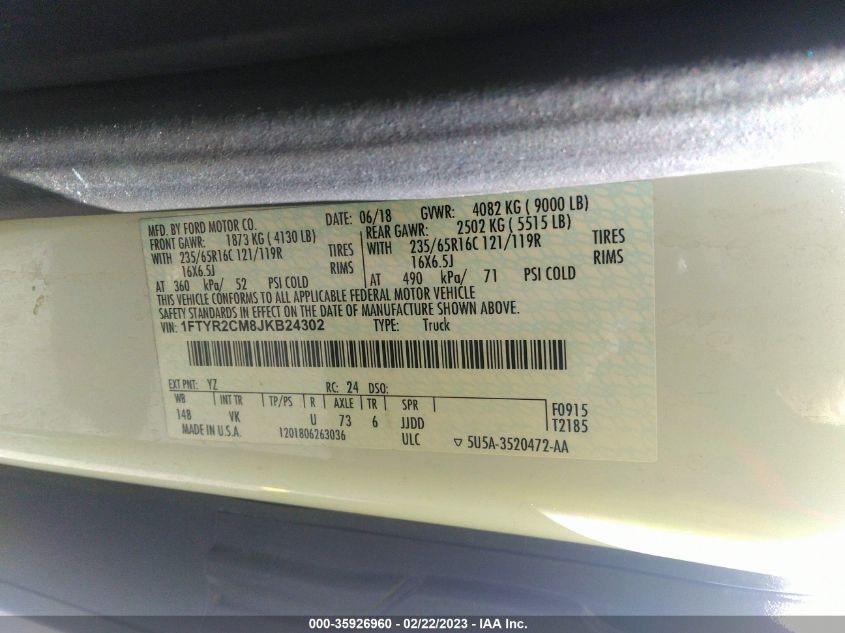 MFD. BY FORD MOTOR CO.
DATE: 06/18 GVWR: 4082 KG ( 9000 LB)
FRONT GAWR: 1873 KG ( 4130 LB)
WITH 235/65R16C 121/119R TIRES
16X6.5J RIMS
AT 360 kPa/ 52 PSI COLD
REAR GAWR: 2502 KG ( 5515 LB)
WITH 235/65R16C 121/119R TIRES
16X6.5J RIMS
AT 490 kPa/ 71 PSI COLD
THIS VEHICLE CONFORMS TO ALL APPLICABLE FEDERAL MOTOR VEHICLE
SAFETY STANDARDS IN EFFECT ON THE DATE OF MANUFACTURE SHOWN ABOVE.
VIN: 1FTYR2CM8JKB24302 TYPE: Truck
EXT PNT: YZ RC: 24 DSO:
WB INT TR TP/PS R AXLE TR SPR F0915
148 VK U 73 6 JJDD T2185
MADE IN U.S.A. 1201806263036 ULC ▽ 5U5A-3520472-AA
000-35926960 - 02/22/2023 - IAA Inc.